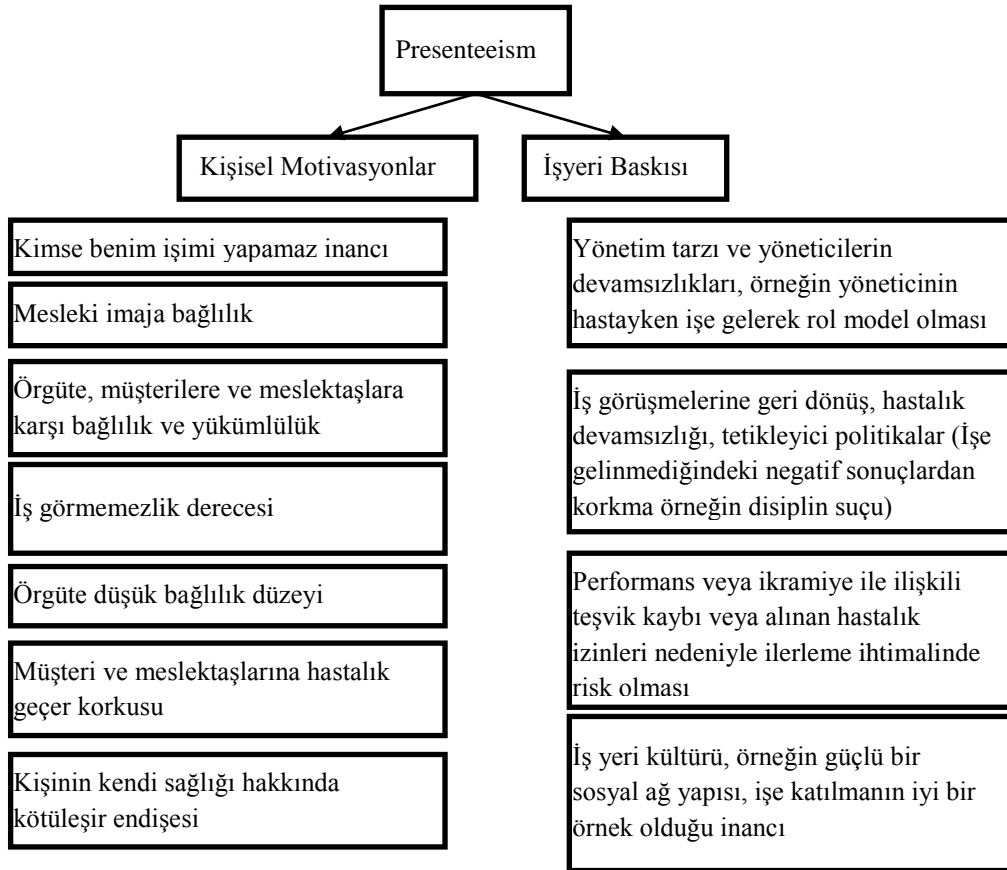 Presenteeism
Kişisel Motivasyonlar
İşyeri Baskısı
Kimse benim işimi yapamaz inancı
Mesleki imaja bağlılık
Örgüte, müşterilere ve meslektaşlara
karşı bağlılık ve yükümlülük
İş görmemezlik derecesi
Örgüte düşük bağlılık düzeyi
Müşteri ve meslektaşlarına hastalık
geçer korkusu
Kişinin kendi sağlığı hakkında
kötüleşir endişesi
Yönetim tarzı ve yöneticilerin
devamsızlıkları, örneğin yöneticinin
hastayken işe gelerek rol model olması
İş görüşmelerine geri dönüş, hastalık
devamsızlığı, tetikleyici politikalar (İşe
gelinmediğindeki negatif sonuçlardan
korkma örneğin disiplin suçu)
Performans veya ikramiye ile ilişkili
teşvik kaybı veya alınan hastalık
izinleri nedeniyle ilerleme ihtimalinde
risk olması
İş yeri kültürü, örneğin güçlü bir
sosyal ağ yapısı, işe katılmanın iyi bir
örnek olduğu inancı